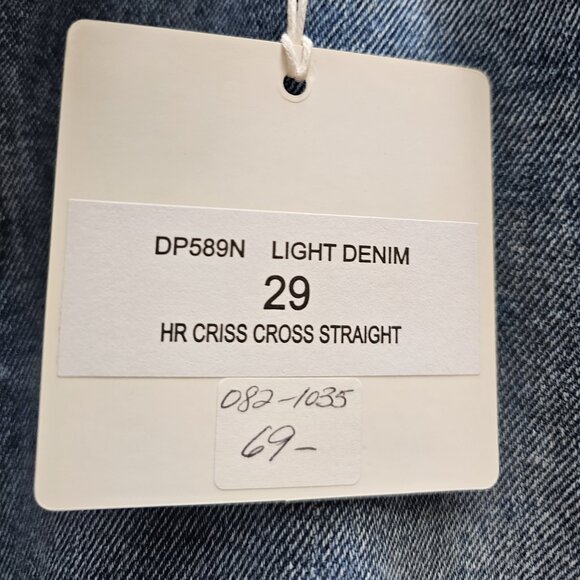 DP589N LIGHT DENIM
29
HR CRISS CROSS STRAIGHT
082-1035
69-